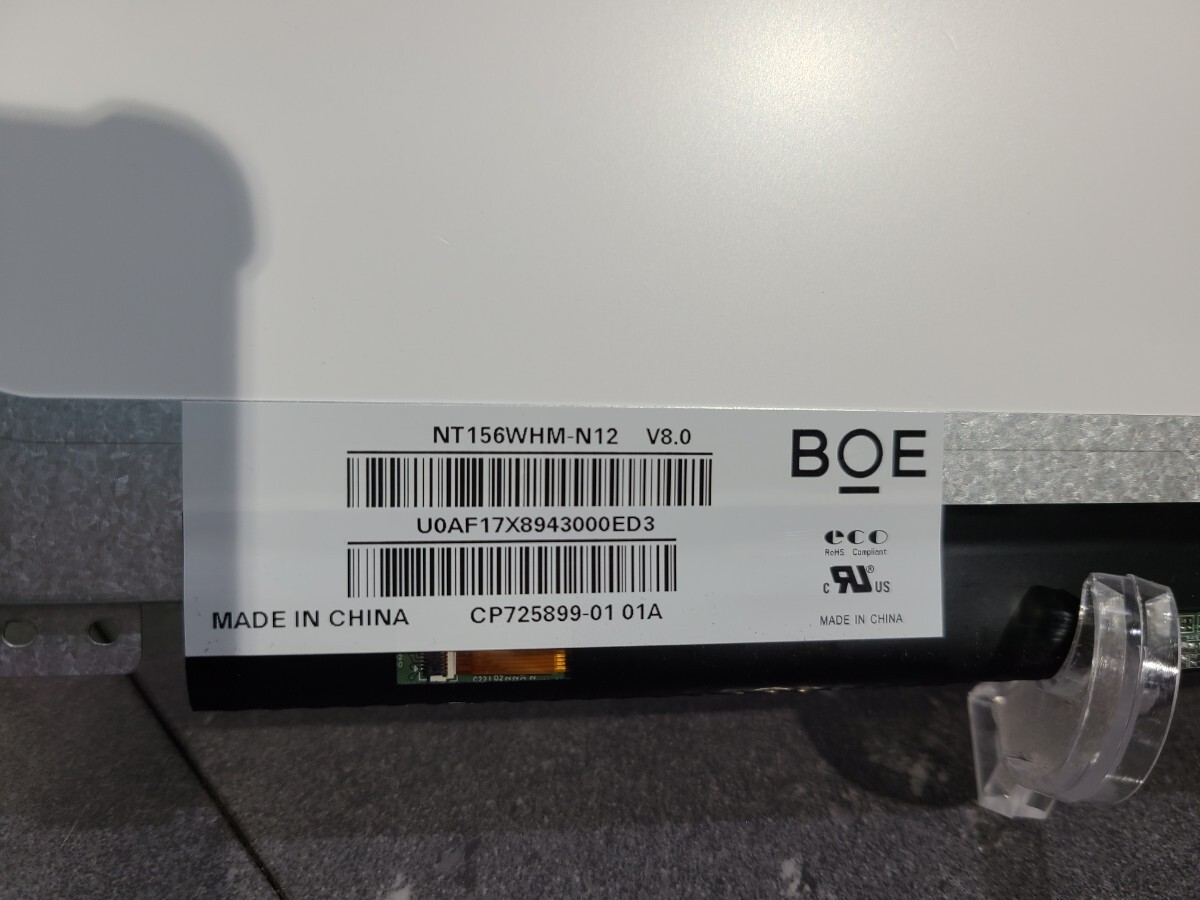 NT156WHM-N12 V8.0
BOE
U0AF17X8943000ED3
eco
RoHS Compliant
c RU ® US
MADE IN CHINA CP725899-01 01A
MADE IN CHINA